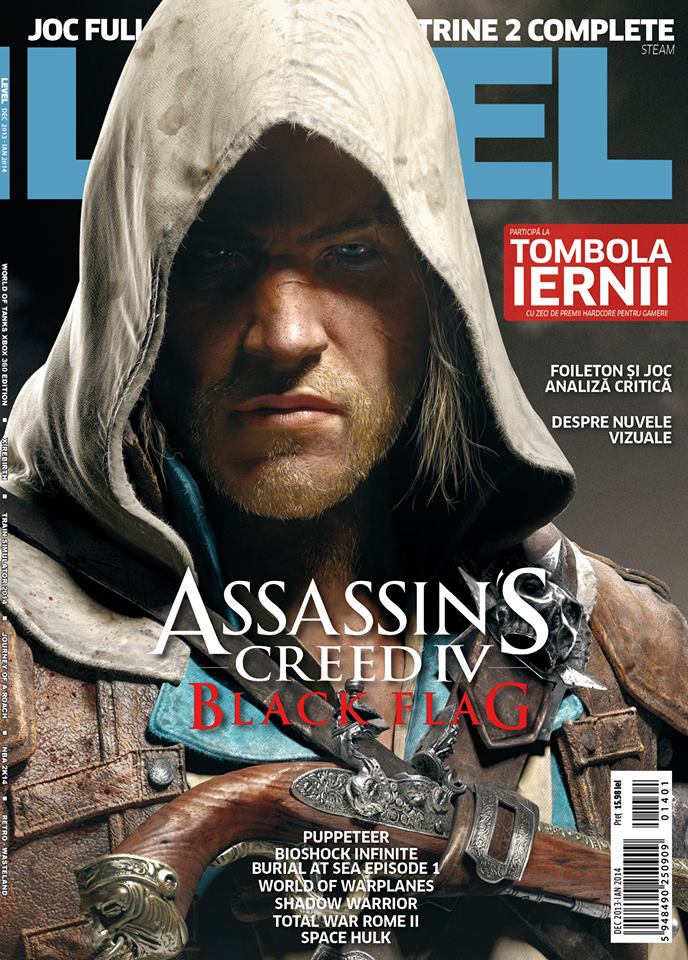 JOC FULL TRINE 2 COMPLETE
STEAM
LEVEL
LEVEL DEC 2013-IAN 2014
WORLD OF TANKS XBOX 360 EDITION ■ X REBIRTH ■ TRAIN SIMULATOR 2014 ■ JOURNEY OF A ROACH ■ NBA 2K14 ■ RETRO - WASTELAND
PARTICIPĂ LA
TOMBOLA
IERNII
CU ZECI DE PREMII HARDCORE PENTRU GAMERI!
FOILETON ȘI JOC
ANALIZĂ CRITICĂ
DESPRE NUVELE
VIZUALE
ASSASSIN'S
CREED IV
BLACK FLAG
PUPPETEER
BIOSHOCK INFINITE
BURIAL AT SEA EPISODE 1
WORLD OF WARPLANES
SHADOW WARRIOR
TOTAL WAR ROME II
SPACE HULK
Preț 15.98 lei
DEC 2013-IAN 2014
01401
5 948490 250909